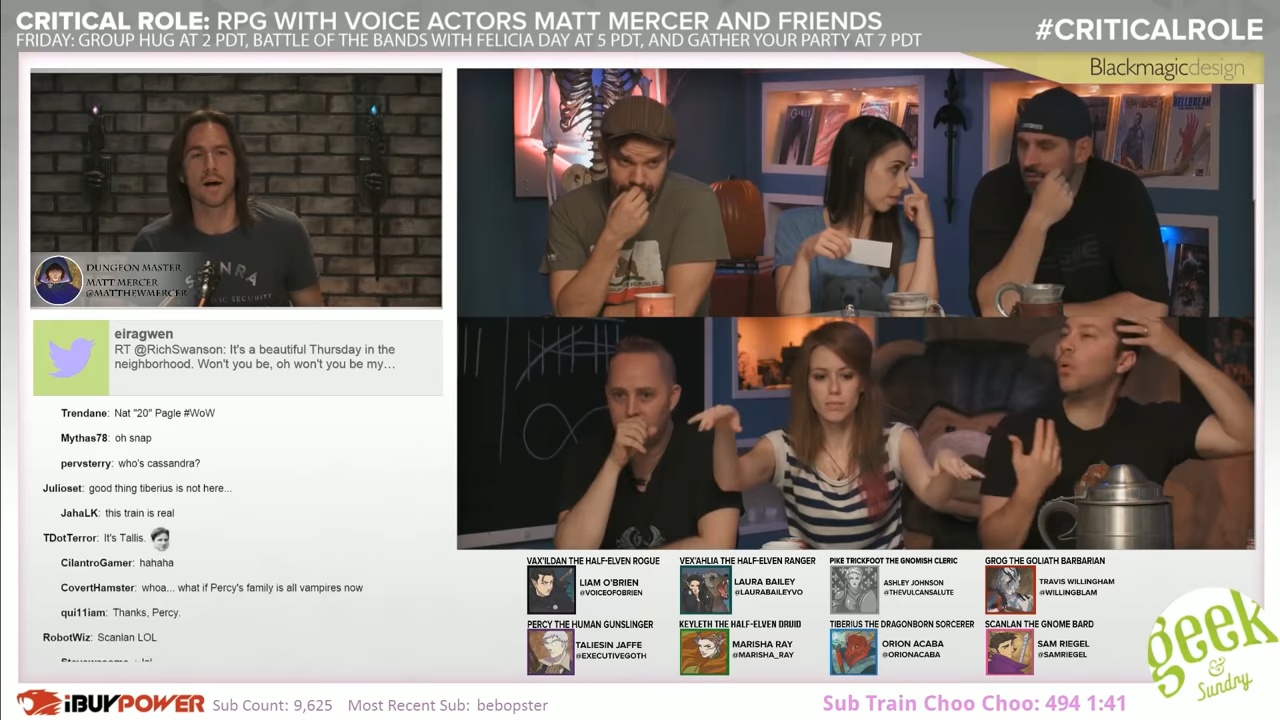 CRITICAL ROLE: RPG WITH VOICE ACTORS MATT MERCER AND FRIENDS
FRIDAY: GROUP HUG AT 2 PDT, BATTLE OF THE BANDS WITH FELICIA DAY AT 5 PDT, AND GATHER YOUR PARTY AT 7 PDT
#CRITICALROLE
Blackmagicdesign
DUNGEON MASTER
MATT MERCER
@MATTHEWMERCER
eiragwen
RT @RichSwanson: It's a beautiful Thursday in the
neighborhood. Won't you be, oh won't you be my…
Trendane: Nat "20" Pagle #WoW
Mythas78: oh snap
pervsterry: who's cassandra?
Julioset: good thing tiberius is not here...
JahaLK: this train is real
TDotTerror: It's Tallis.
CilantroGamer: hahaha
CovertHamster: whoa... what if Percy's family is all vampires now
qui11iam: Thanks, Percy.
RobotWiz: Scanlan LOL
VAX'ILDAN THE HALF-ELVEN ROGUE
LIAM O'BRIEN
@VOICEOFOBRIEN
VEX'AHLIA THE HALF-ELVEN RANGER
LAURA BAILEY
@LAURABAILEYVO
PIKE TRICKFOOT THE GNOMISH CLERIC
ASHLEY JOHNSON
@THEVULCANSALUTE
GROG THE GOLIATH BARBARIAN
TRAVIS WILLINGHAM
@WILLINGBLAM
PERCY THE HUMAN GUNSLINGER
TALIESIN JAFFE
@EXECUTIVEGOTH
KEYLETH THE HALF-ELVEN DRUID
MARISHA RAY
@MARISHA_RAY
TIBERIUS THE DRAGONBORN SORCERER
ORION ACABA
@ORIONACABA
SCANLAN THE GNOME BARD
SAM RIEGEL
@SAMRIEGEL
geek
&
Sundry
iBUYPOWER
Sub Count: 9,625 Most Recent Sub: bebopster
Sub Train Choo Choo: 494 1:41